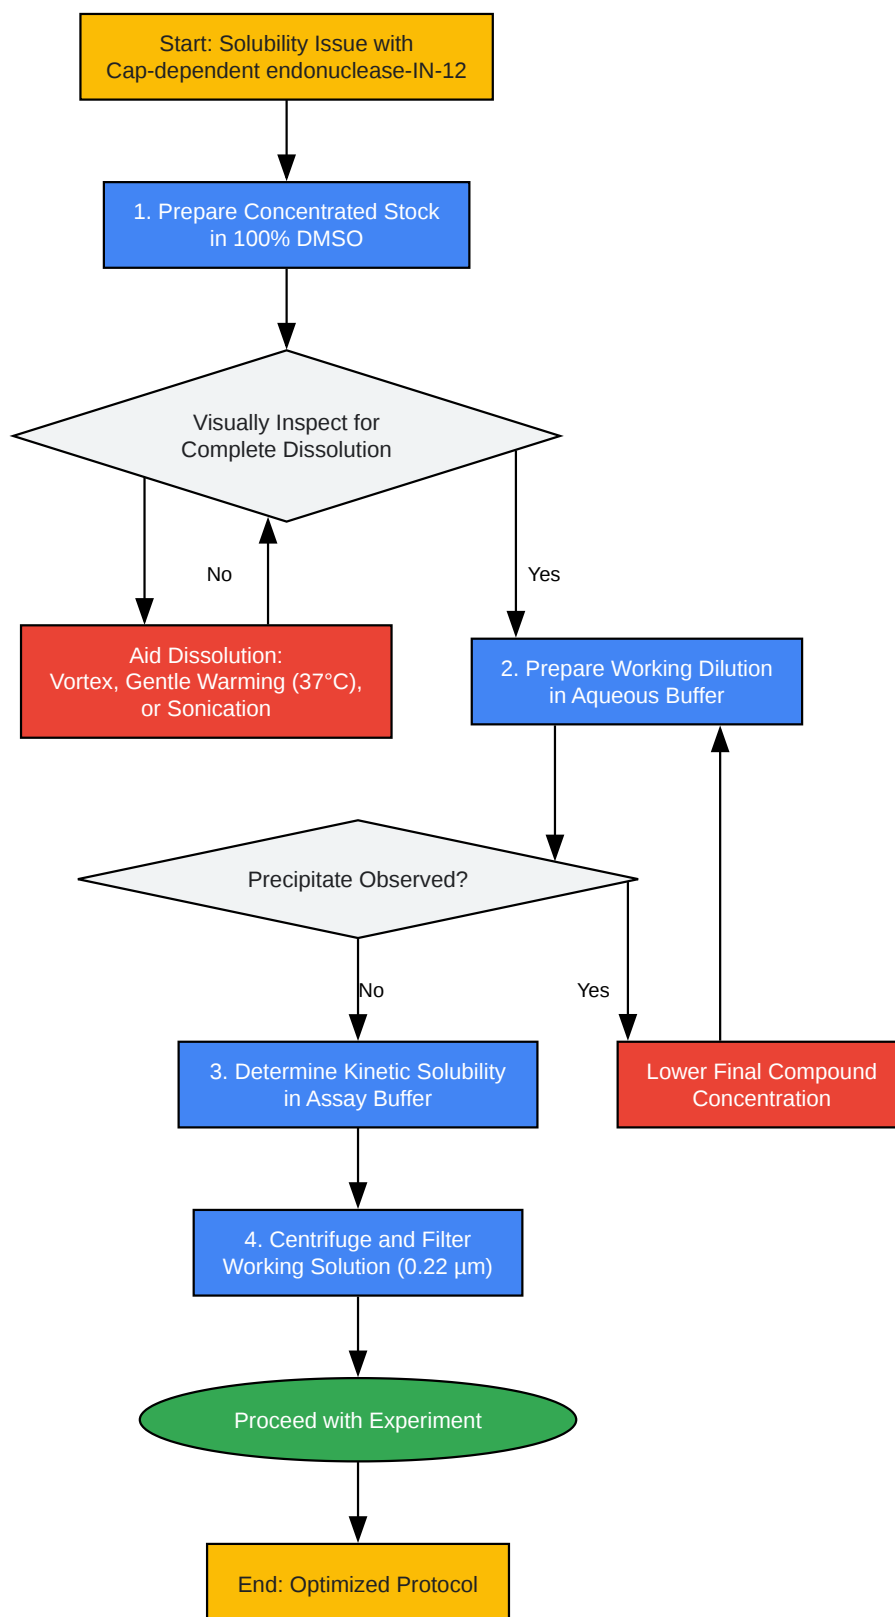 Start: Solubility Issue with
Cap-dependent endonuclease-IN-12
1. Prepare Concentrated Stock
in 100% DMSO
Visually Inspect for
Complete Dissolution
No
Yes
Aid Dissolution:
Vortex, Gentle Warming (37°C),
or Sonication
2. Prepare Working Dilution
in Aqueous Buffer
Precipitate Observed?
No
Yes
3. Determine Kinetic Solubility
in Assay Buffer
Lower Final Compound
Concentration
4. Centrifuge and Filter
Working Solution (0.22 µm)
Proceed with Experiment
End: Optimized Protocol